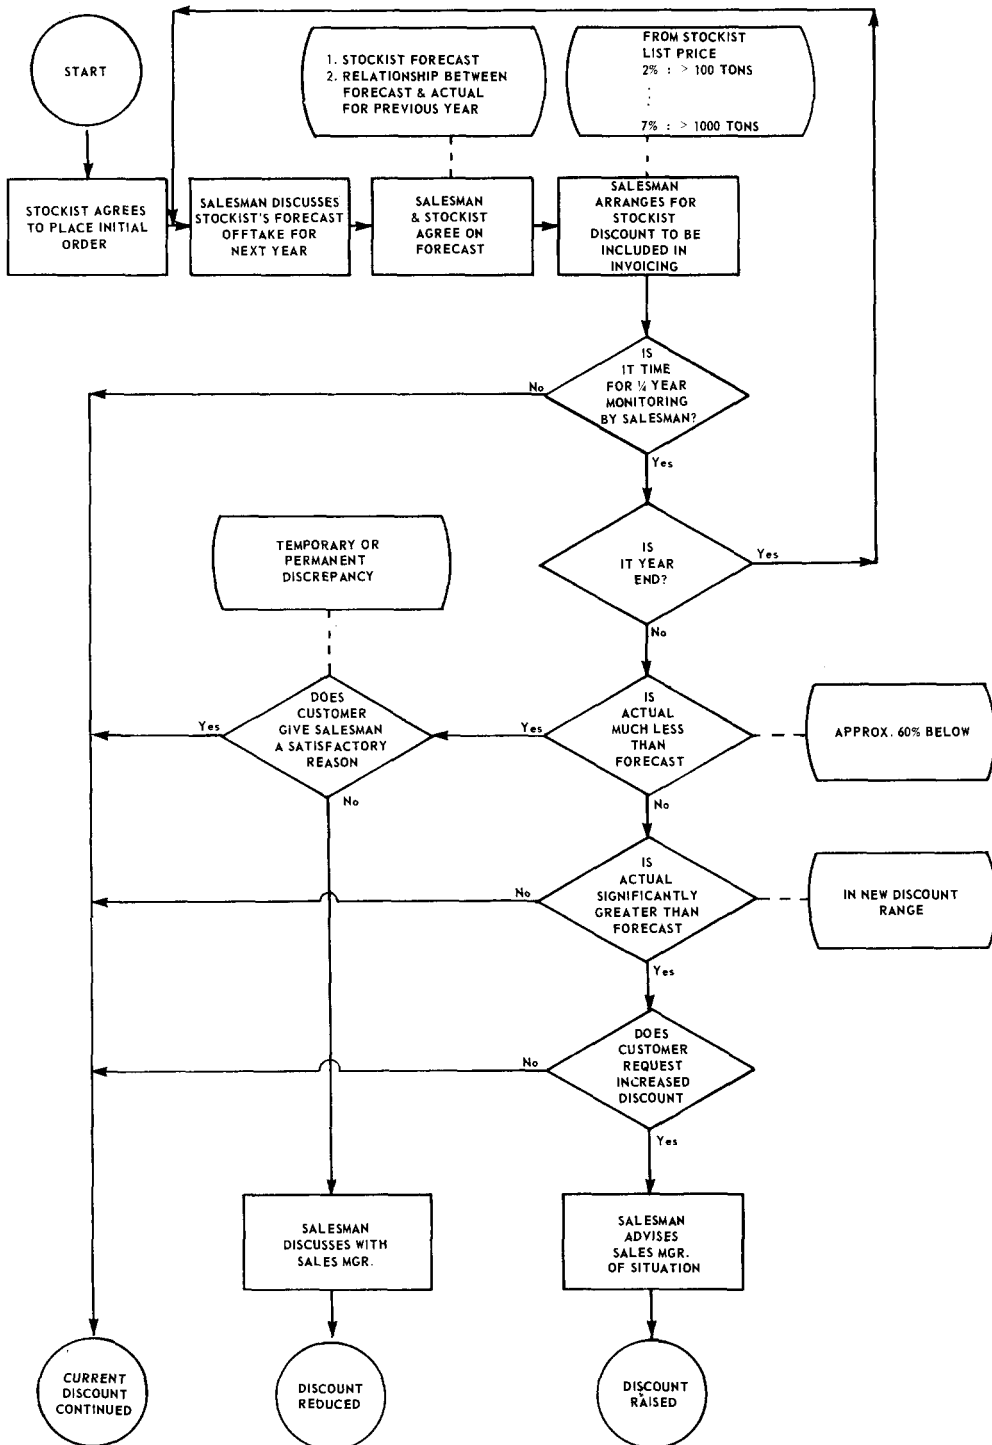 START
1. STOCKIST FORECAST
2. RELATIONSHIP BETWEEN
FORECAST & ACTUAL
FOR PREVIOUS YEAR
FROM STOCKIST
LIST PRICE
2% : > 100 TONS
:
:
7% : > 1000 TONS
STOCKIST AGREES
TO PLACE INITIAL
ORDER
SALESMAN DISCUSSES
STOCKIST'S FORECAST
OFFTAKE FOR
NEXT YEAR
SALESMAN
& STOCKIST
AGREE ON
FORECAST
SALESMAN
ARRANGES FOR
STOCKIST
DISCOUNT TO BE
INCLUDED IN
INVOICING
IS
IT TIME
FOR ¼ YEAR
MONITORING
BY SALESMAN?
No
Yes
IS
IT YEAR
END?
Yes
No
TEMPORARY OR
PERMANENT
DISCREPANCY
DOES
CUSTOMER
GIVE SALESMAN
A SATISFACTORY
REASON
Yes
No
IS
ACTUAL
MUCH LESS
THAN
FORECAST
Yes
No
APPROX. 60% BELOW
IS
ACTUAL
SIGNIFICANTLY
GREATER THAN
FORECAST
No
Yes
IN NEW DISCOUNT
RANGE
DOES
CUSTOMER
REQUEST
INCREASED
DISCOUNT
No
Yes
SALESMAN
DISCUSSES WITH
SALES MGR.
SALESMAN
ADVISES
SALES MGR.
OF SITUATION
CURRENT
DISCOUNT
CONTINUED
DISCOUNT
REDUCED
DISCOUNT
RAISED